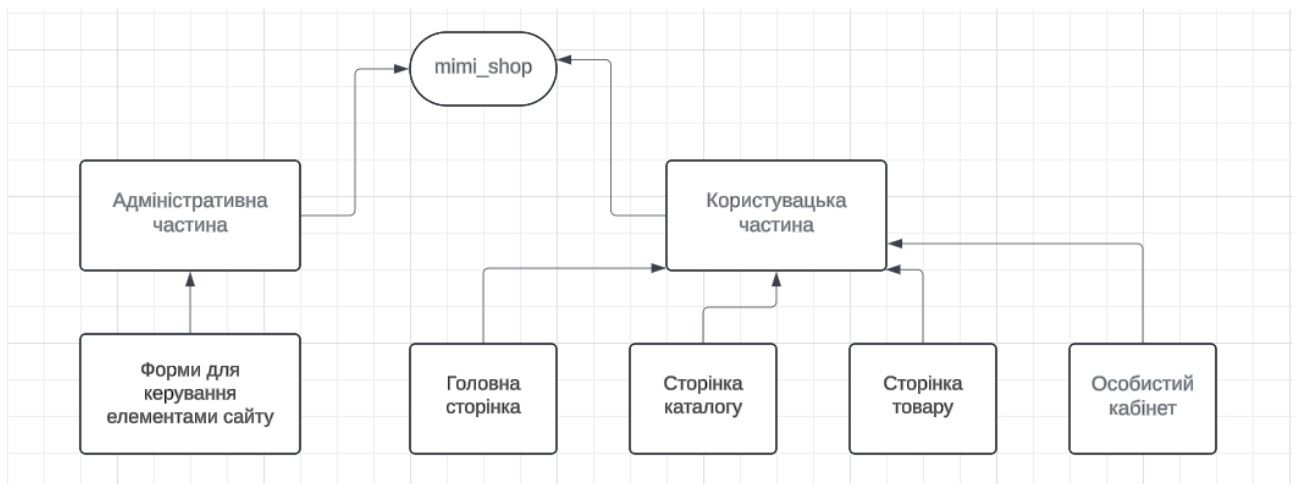 mimi_shop
Адміністративна
частина
Користувацька
частина
Форми для
керування
елементами сайту
Головна
сторінка
Сторінка
каталогу
Сторінка
товару
Особистий
кабінет